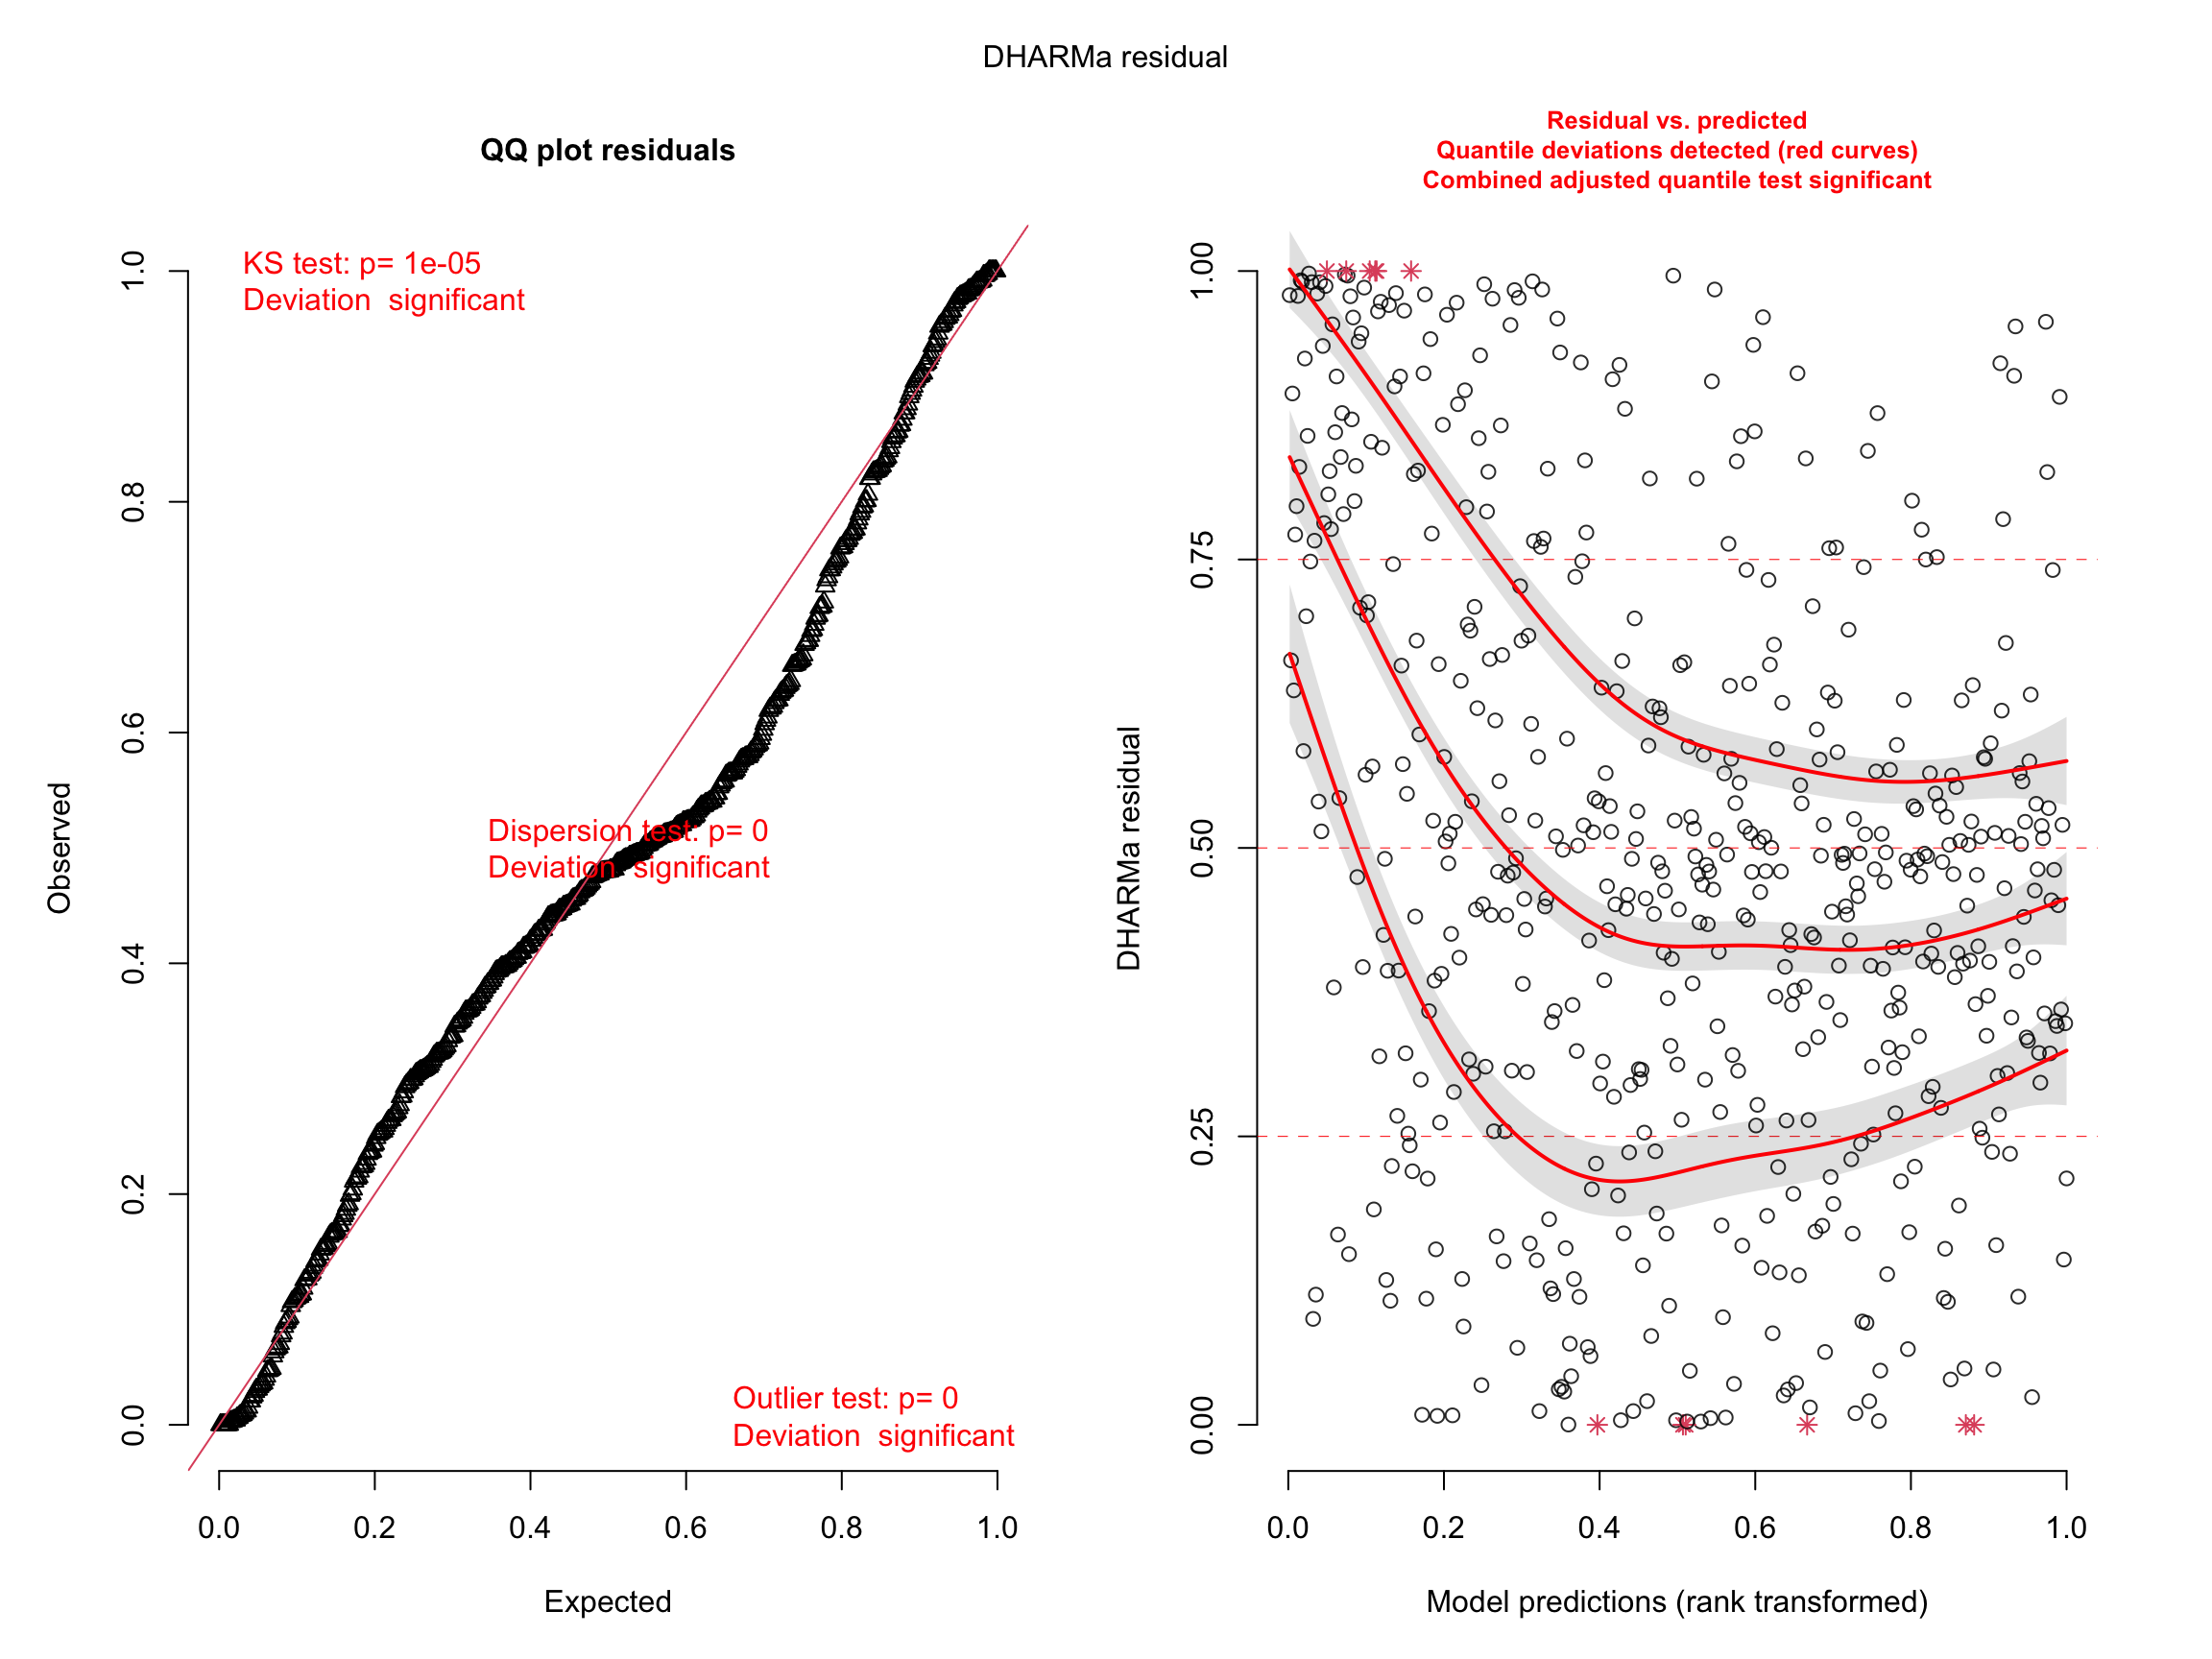 DHARMa residual
QQ plot residuals
KS test: p= 1e-05
Deviation  significant
Dispersion test: p= 0
Deviation  significant
Outlier test: p= 0
Deviation  significant
Observed
1.0
0.8
0.6
0.4
0.2
0.0
0.0 0.2 0.4 0.6 0.8 1.0
Expected
Residual vs. predicted
Quantile deviations detected (red curves)
Combined adjusted quantile test significant
DHARMa residual
1.00
0.75
0.50
0.25
0.00
0.0 0.2 0.4 0.6 0.8 1.0
Model predictions (rank transformed)